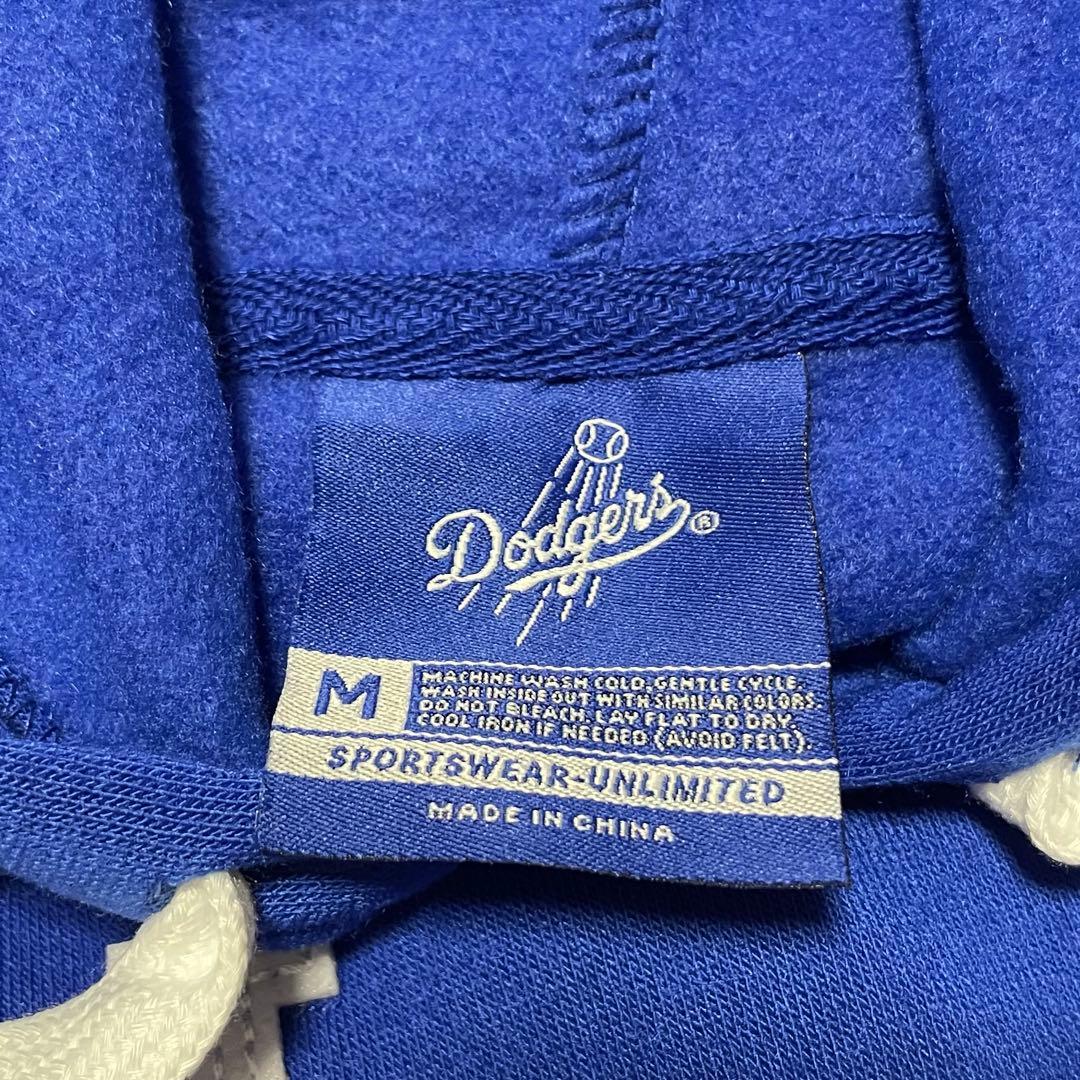 Dodgers®
M
MACHINE WASH COLD, GENTLE CYCLE.
WASH INSIDE OUT WITH SIMILAR COLORS.
DO NOT BLEACH. LAY FLAT TO DRY.
COOL IRON IF NEEDED (AVOID FELT).
SPORTSWEAR-UNLIMITED
MADE IN CHINA